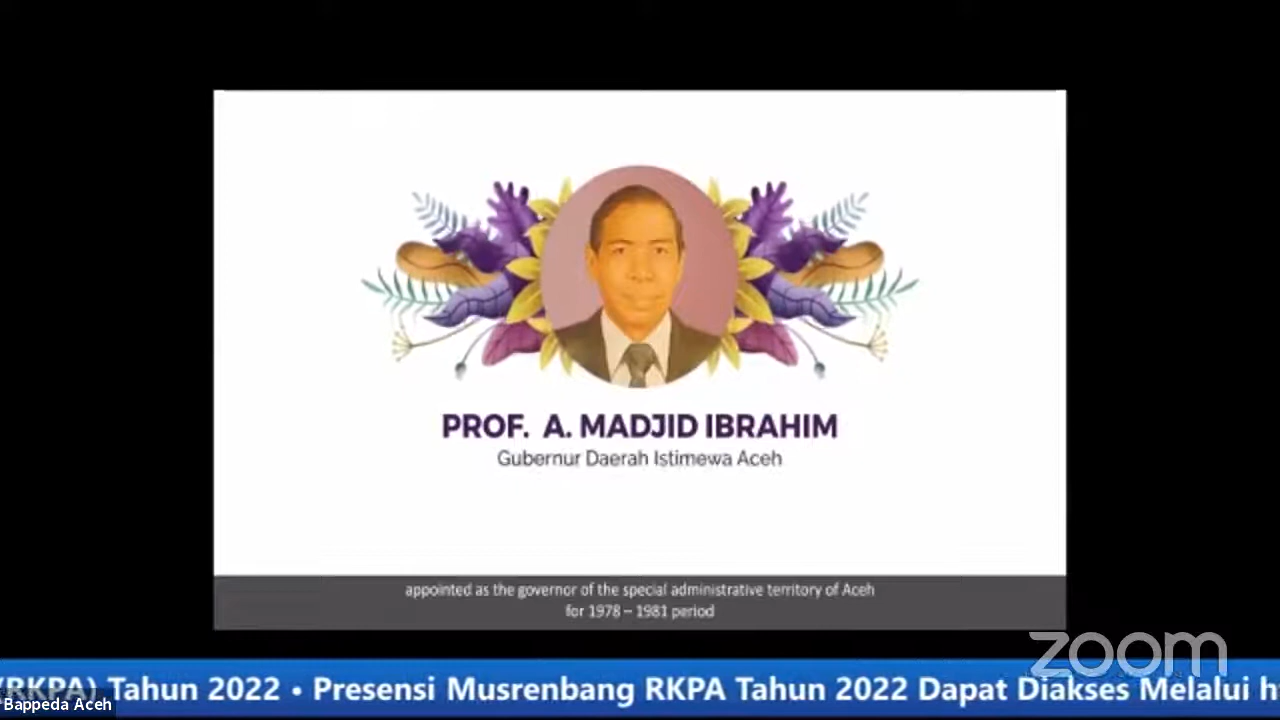 PROF. A. MADJID IBRAHIM
Gubernur Daerah Istimewa Aceh
appointed as the governor of the special administrative territory of Aceh
for 1978 – 1981 period
zoom
(RKPA) Tahun 2022 • Presensi Musrenbang RKPA Tahun 2022 Dapat Diakses Melalui
Bappeda Aceh